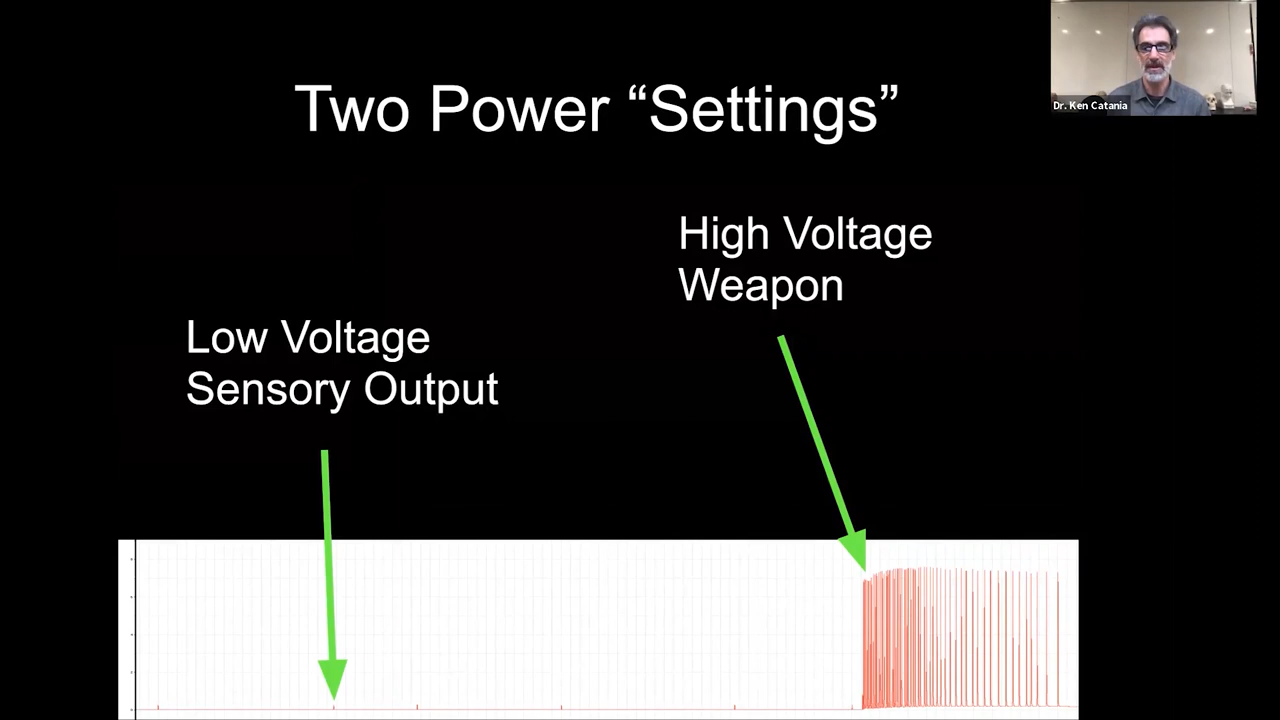 Dr. Ken Catania
Two Power “Settings”
High Voltage
Weapon
Low Voltage
Sensory Output